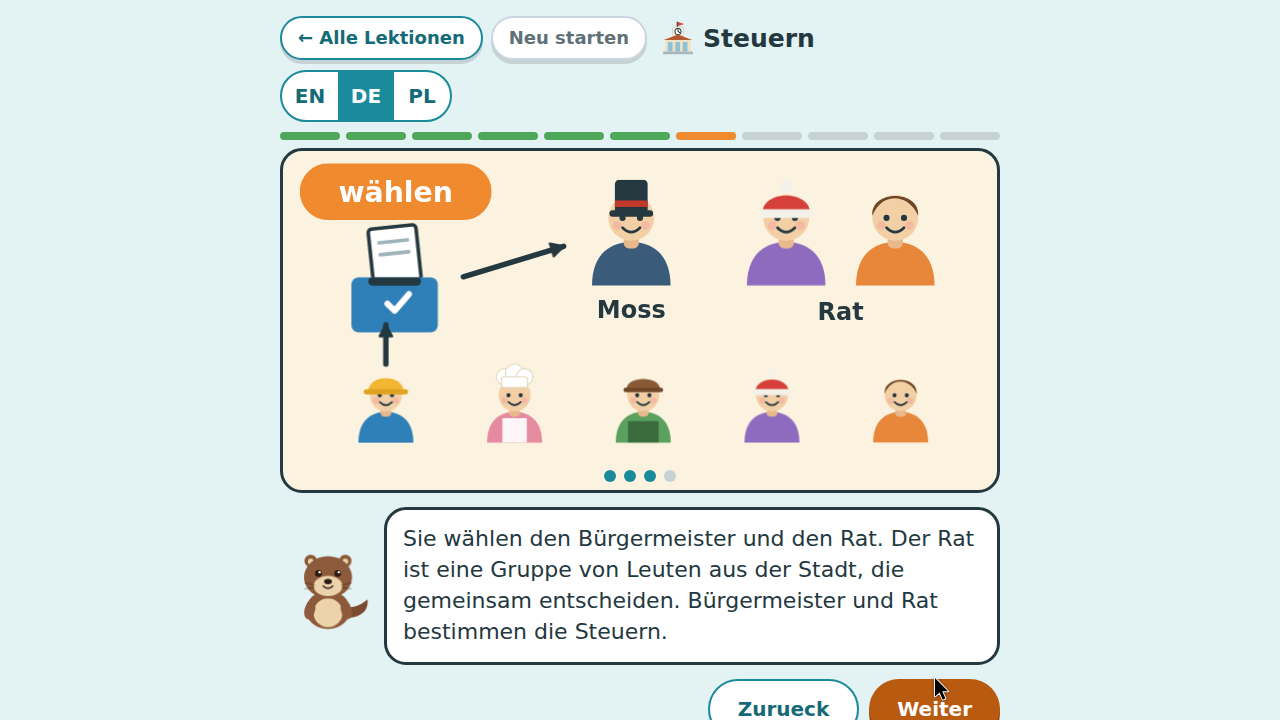 ← Alle Lektionen
Neu starten
Steuern
EN DE PL
wählen
Moss
Rat
Sie wählen den Bürgermeister und den Rat. Der Rat
ist eine Gruppe von Leuten aus der Stadt, die
gemeinsam entscheiden. Bürgermeister und Rat
bestimmen die Steuern.
Zurueck
Weiter